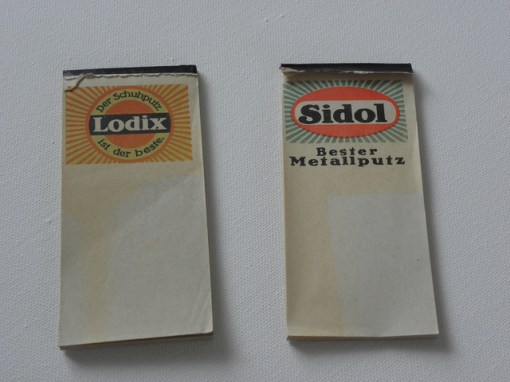 Der Schuhputz
Lodix
ist der beste.
Sidol
Bester
Metallputz